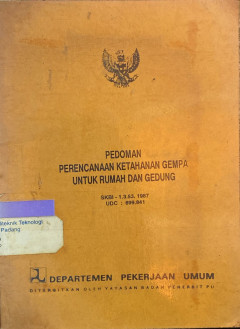 PEDOMAN
PERENCANAAN KETAHANAN GEMPA
UNTUK RUMAH DAN GEDUNG
SKBI - 1.3.53. 1987
UDC : 699.841
Teknologi
Padang
DEPARTEMEN PEKERJAAN UMUM
DITERBITKAN OLEH YAYASAN BADAN PENERBIT PU